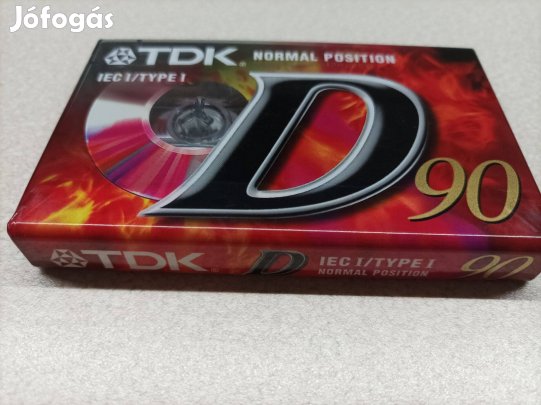 Jófogás
TDK® NORMAL POSITION
IEC I/TYPE I
D 90
TDK® D IEC I/TYPE I 90
NORMAL POSITION